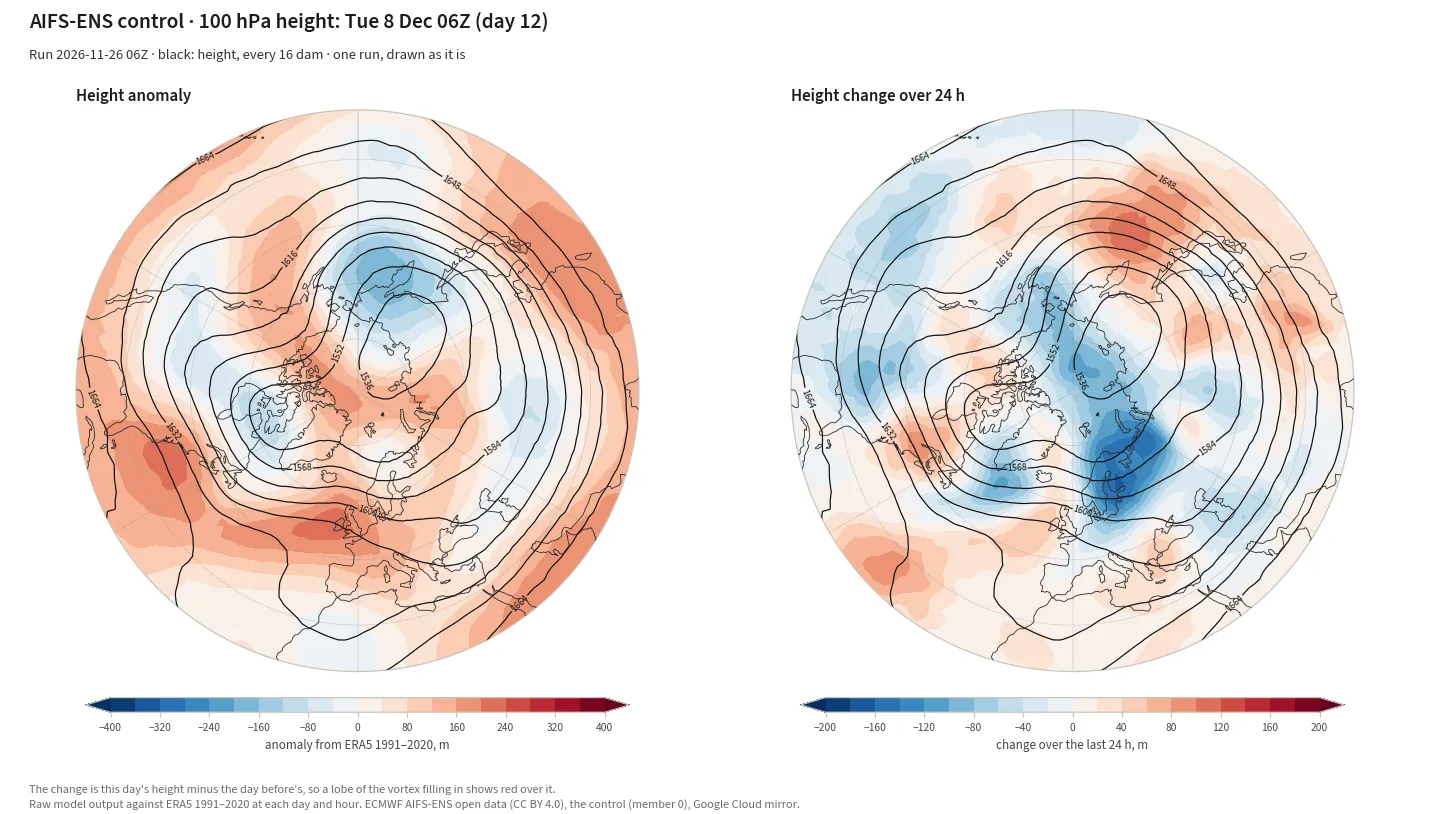 AIFS-ENS control · 100 hPa height: Tue 8 Dec 06Z (day 12)
Run 2026-11-26 06Z · black: height, every 16 dam · one run, drawn as it is
Height anomaly
Height change over 24 h
1664
1648
1616
1552
1536
1664
1632
1568
1584
1600
1664
1664
1648
1616
1552
1536
1664
1632
1568
1584
1600
1664
−400 −320 −240 −160 −80 0 80 160 240 320 400
anomaly from ERA5 1991–2020, m
−200 −160 −120 −80 −40 0 40 80 120 160 200
change over the last 24 h, m
The change is this day's height minus the day before's, so a lobe of the vortex filling in shows red over it.
Raw model output against ERA5 1991–2020 at each day and hour. ECMWF AIFS-ENS open data (CC BY 4.0), the control (member 0), Google Cloud mirror.